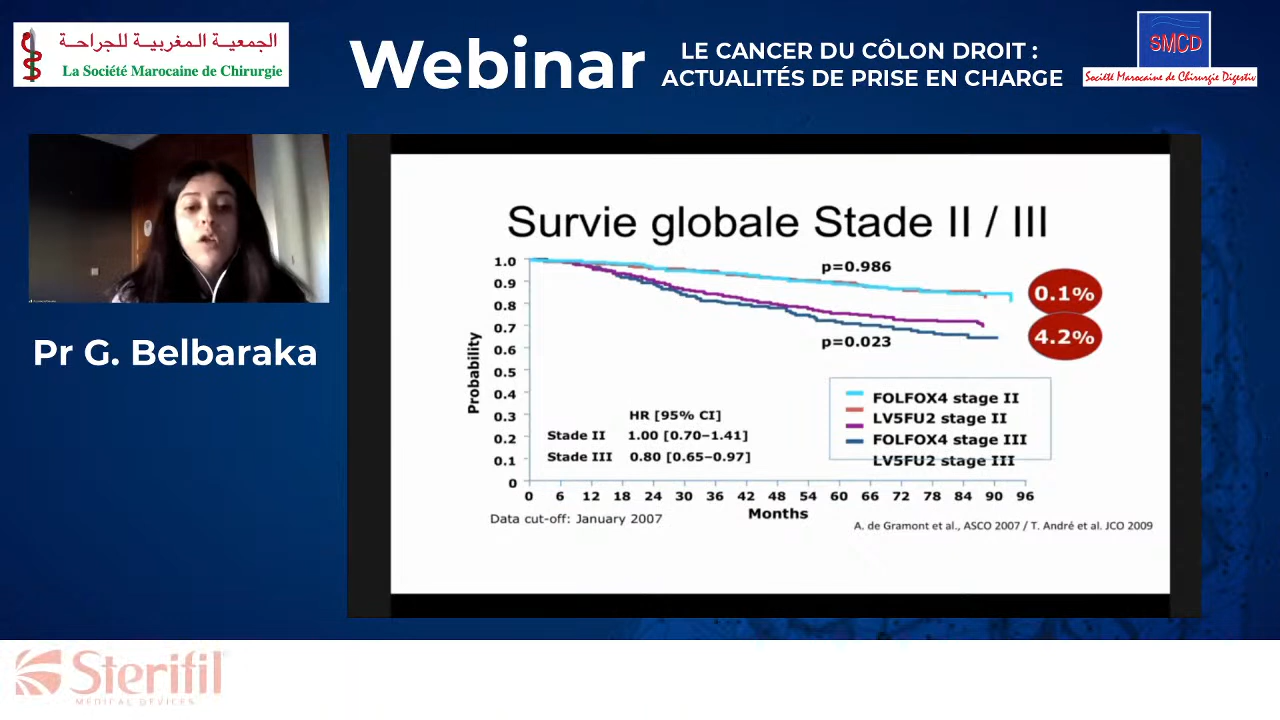 الجمعية المغربية للجراحة
La Société Marocaine de Chirurgie
Webinar
LE CANCER DU CÔLON DROIT :
ACTUALITÉS DE PRISE EN CHARGE
SMCD
Société Marocaine de Chirurgie Digestiv
Pr G. Belbaraka
Survie globale Stade II / III
p=0.986
p=0.023
0.1%
4.2%
Probability
1.0
0.9
0.8
0.7
0.6
0.5
0.4
0.3
0.2
0.1
0
HR [95% CI]
Stade II 1.00 [0.70–1.41]
Stade III 0.80 [0.65–0.97]
FOLFOX4 stage II
LV5FU2 stage II
FOLFOX4 stage III
LV5FU2 stage III
0 6 12 18 24 30 36 42 48 54 60 66 72 78 84 90 96
Months
Data cut-off: January 2007
A. de Gramont et al., ASCO 2007 / T. André et al. JCO 2009
Sterifil
MEDICAL DEVICES